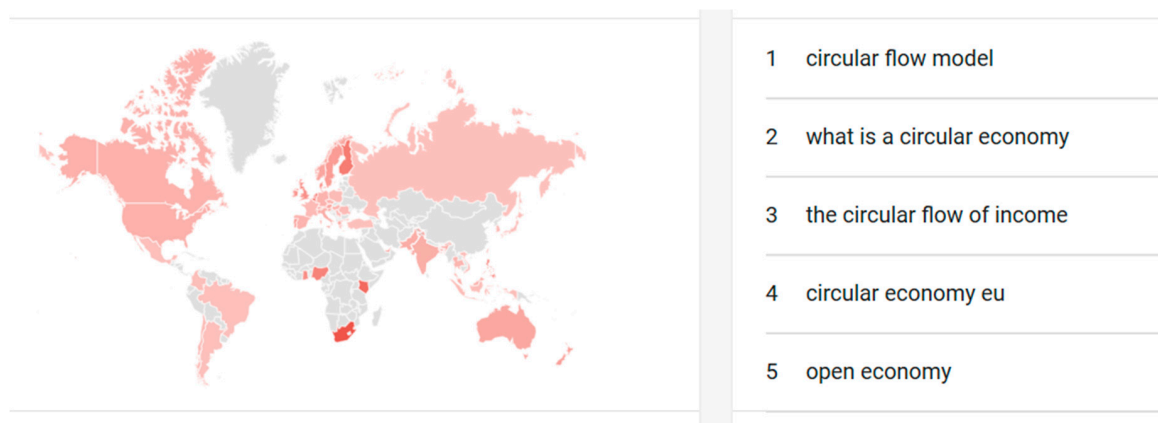 1 circular flow model
2 what is a circular economy
3 the circular flow of income
4 circular economy eu
5 open economy